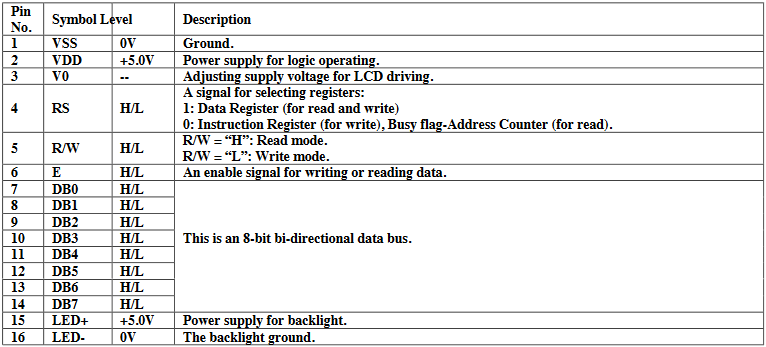 Pin No. Symbol Level Description
1 VSS 0V Ground.
2 VDD +5.0V Power supply for logic operating.
3 V0 -- Adjusting supply voltage for LCD driving.
4 RS H/L A signal for selecting registers:
1: Data Register (for read and write)
0: Instruction Register (for write), Busy flag-Address Counter (for read).
5 R/W H/L R/W = “H”: Read mode.
R/W = “L”: Write mode.
6 E H/L An enable signal for writing or reading data.
7 DB0 H/L
8 DB1 H/L
9 DB2 H/L
10 DB3 H/L This is an 8-bit bi-directional data bus.
11 DB4 H/L
12 DB5 H/L
13 DB6 H/L
14 DB7 H/L
15 LED+ +5.0V Power supply for backlight.
16 LED- 0V The backlight ground.